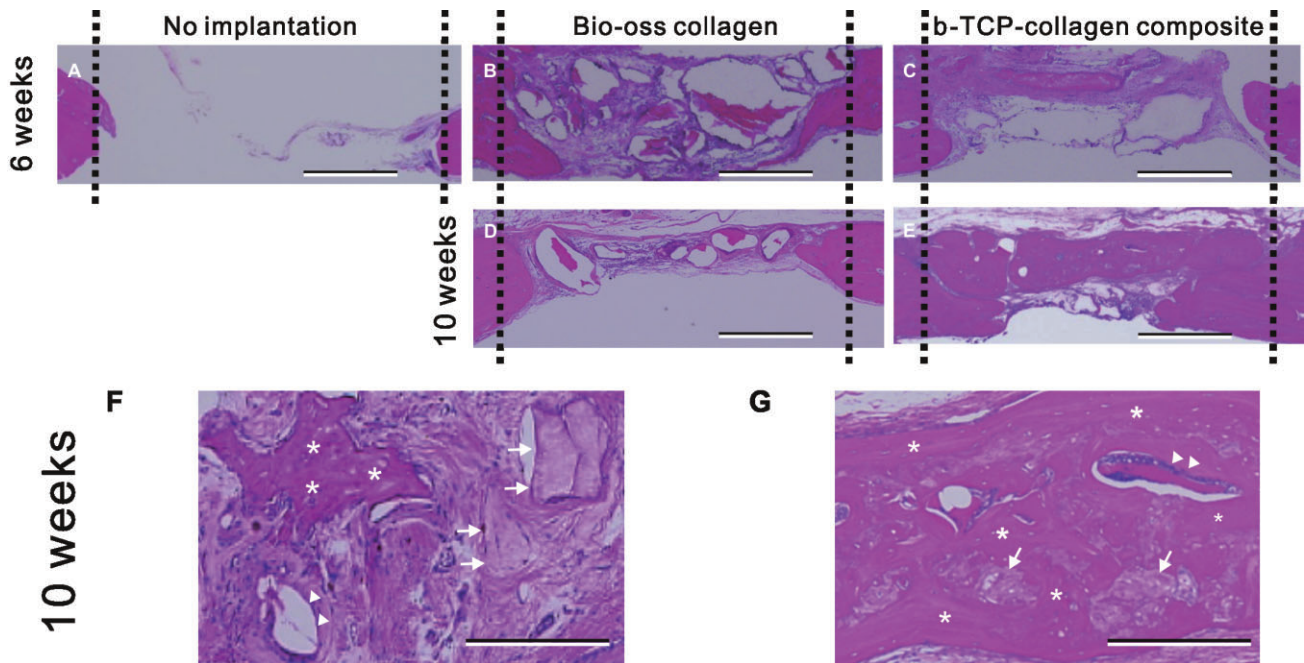 No implantation
Bio-oss collagen
b-TCP-collagen composite
6 weeks
A
B
C
10 weeks
D
E
F
G
10 weeks
* * *
* * * * * *